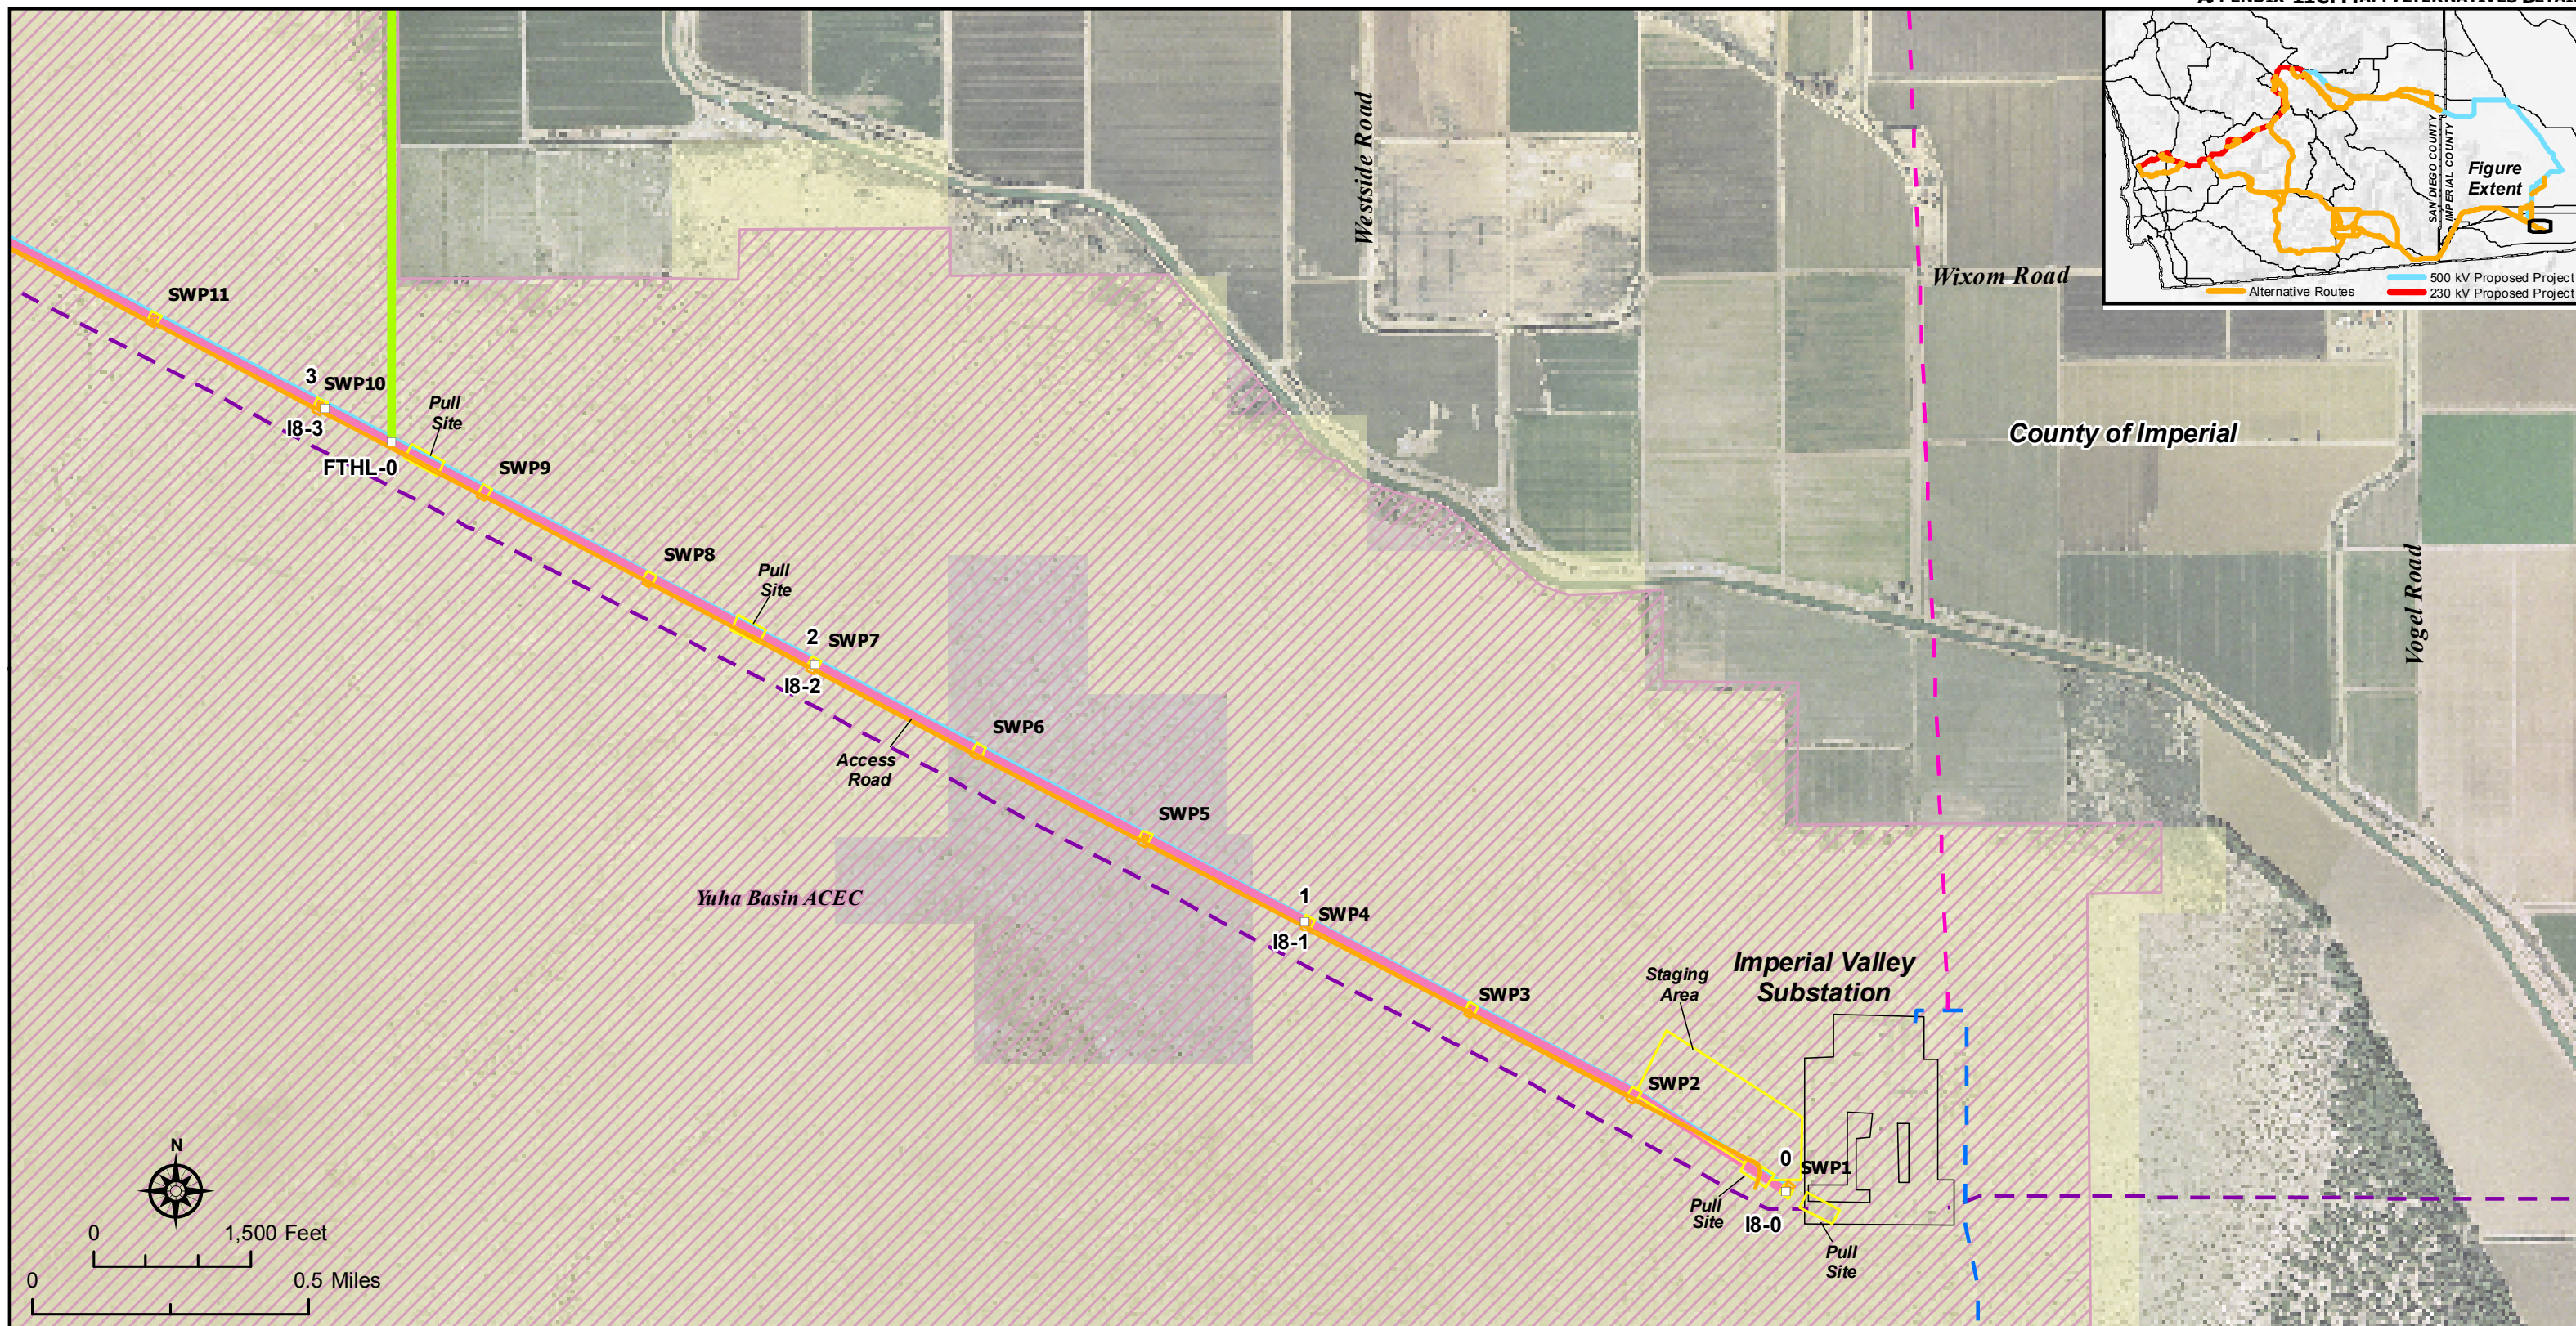 SAN DIEGO COUNTY
IMPERIAL COUNTY
Figure
Extent
500 kV Proposed Project
Alternative Routes
230 kV Proposed Project
Westside Road
Wixom Road
SWP11
3
SWP10
Pull
Site
I8-3
FTHL-0
SWP9
County of Imperial
SWP8
Pull
Site
2
SWP7
I8-2
Vogel Road
SWP6
Access
Road
SWP5
Yuha Basin ACEC
1
SWP4
I8-1
Imperial Valley
Substation
Staging
Area
SWP3
SWP2
0
SWP1
Pull
Site
I8-0
Pull
Site
N
0
1,500 Feet
0
0.5 Miles